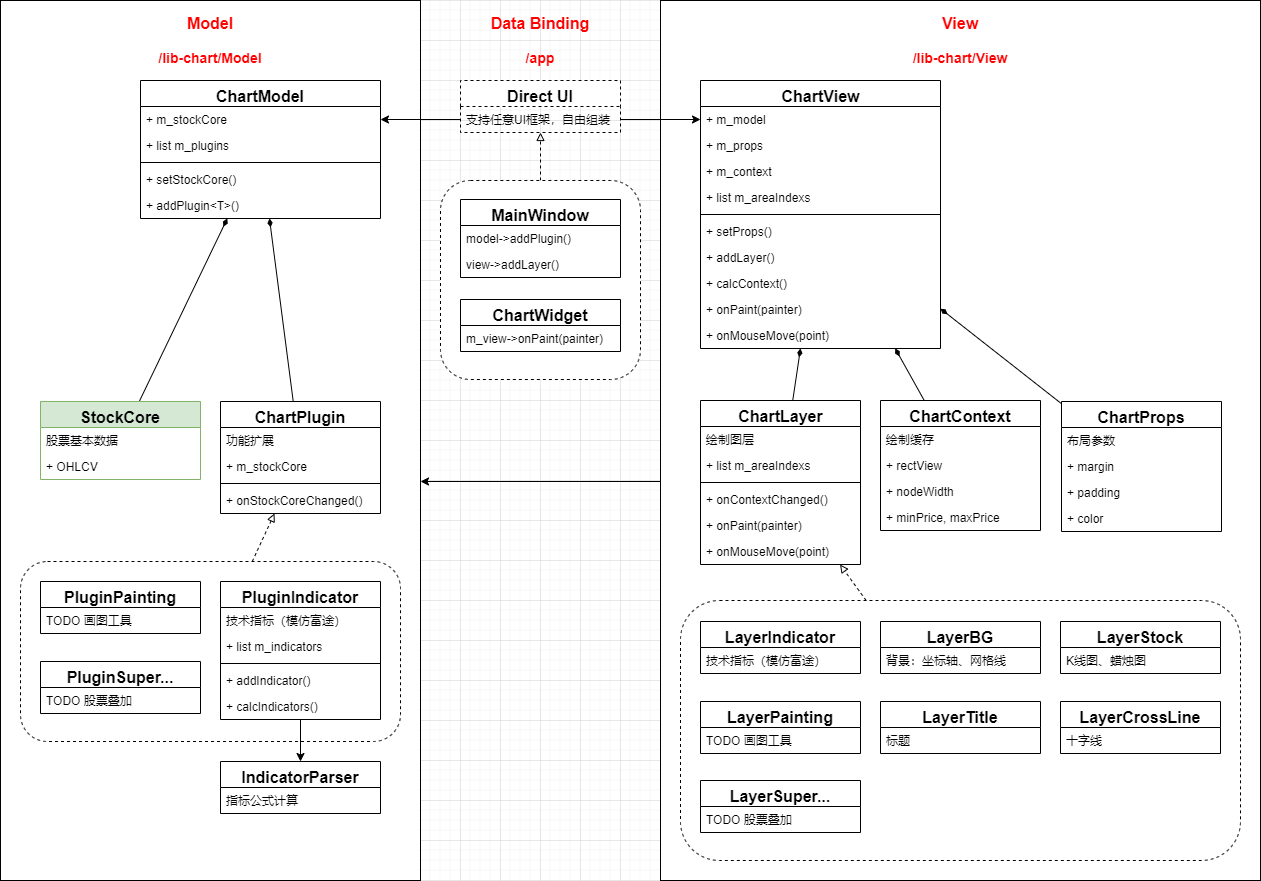 Model
/lib-chart/Model
ChartModel
+ m_stockCore
+ list m_plugins
+ setStockCore()
+ addPlugin<T>()
StockCore
股票基本数据
+ OHLCV
ChartPlugin
功能扩展
+ m_stockCore
+ onStockCoreChanged()
PluginPainting
TODO 画图工具
PluginSuper...
TODO 股票叠加
PluginIndicator
技术指标（模仿富途）
+ list m_indicators
+ addIndicator()
+ calcIndicators()
IndicatorParser
指标公式计算
Data Binding
/app
Direct UI
支持任意UI框架，自由组装
MainWindow
model->addPlugin()
view->addLayer()
ChartWidget
m_view->onPaint(painter)
View
/lib-chart/View
ChartView
+ m_model
+ m_props
+ m_context
+ list m_areaIndexs
+ setProps()
+ addLayer()
+ calcContext()
+ onPaint(painter)
+ onMouseMove(point)
ChartLayer
绘制图层
+ list m_areaIndexs
+ onContextChanged()
+ onPaint(painter)
+ onMouseMove(point)
ChartContext
绘制缓存
+ rectView
+ nodeWidth
+ minPrice, maxPrice
ChartProps
布局参数
+ margin
+ padding
+ color
LayerIndicator
技术指标（模仿富途）
LayerBG
背景：坐标轴、网格线
LayerStock
K线图、蜡烛图
LayerPainting
TODO 画图工具
LayerTitle
标题
LayerCrossLine
十字线
LayerSuper...
TODO 股票叠加